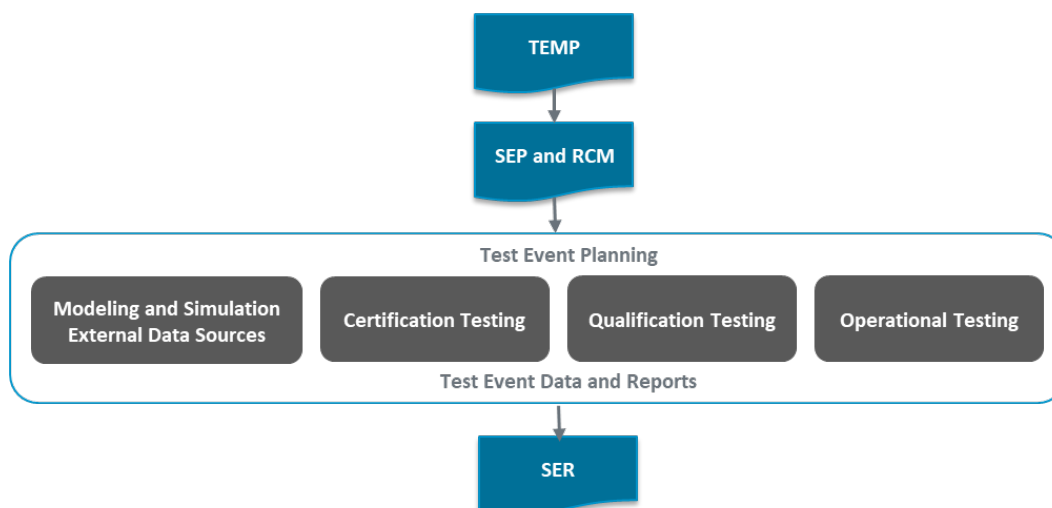 TEMP
SEP and RCM
Test Event Planning
Modeling and Simulation
External Data Sources
Certification Testing
Qualification Testing
Operational Testing
Test Event Data and Reports
SER